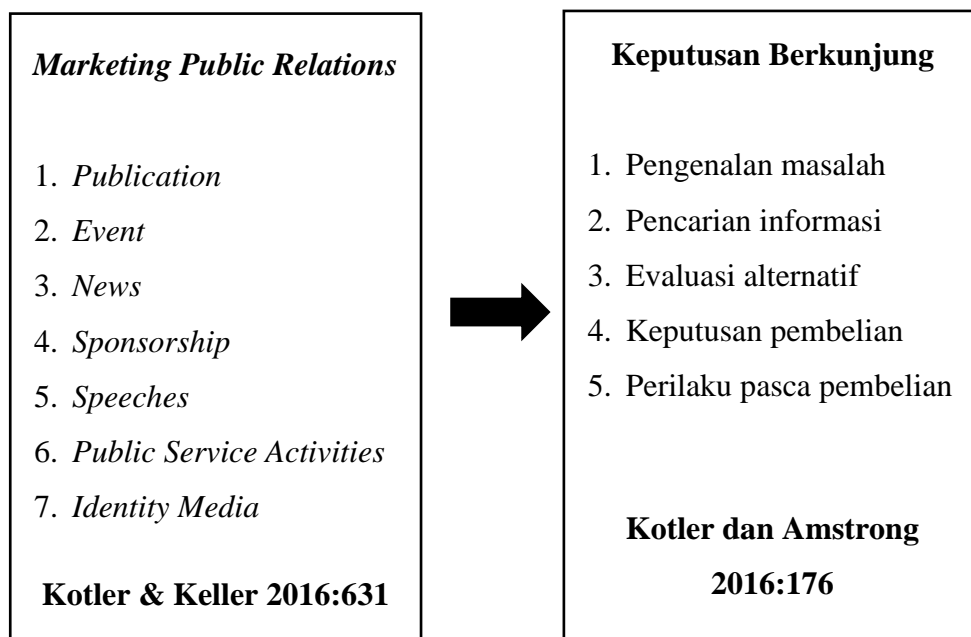 Marketing Public Relations
1. Publication
2. Event
3. News
4. Sponsorship
5. Speeches
6. Public Service Activities
7. Identity Media
Kotler & Keller 2016:631
Keputusan Berkunjung
1. Pengenalan masalah
2. Pencarian informasi
3. Evaluasi alternatif
4. Keputusan pembelian
5. Perilaku pasca pembelian
Kotler dan Amstrong
2016:176